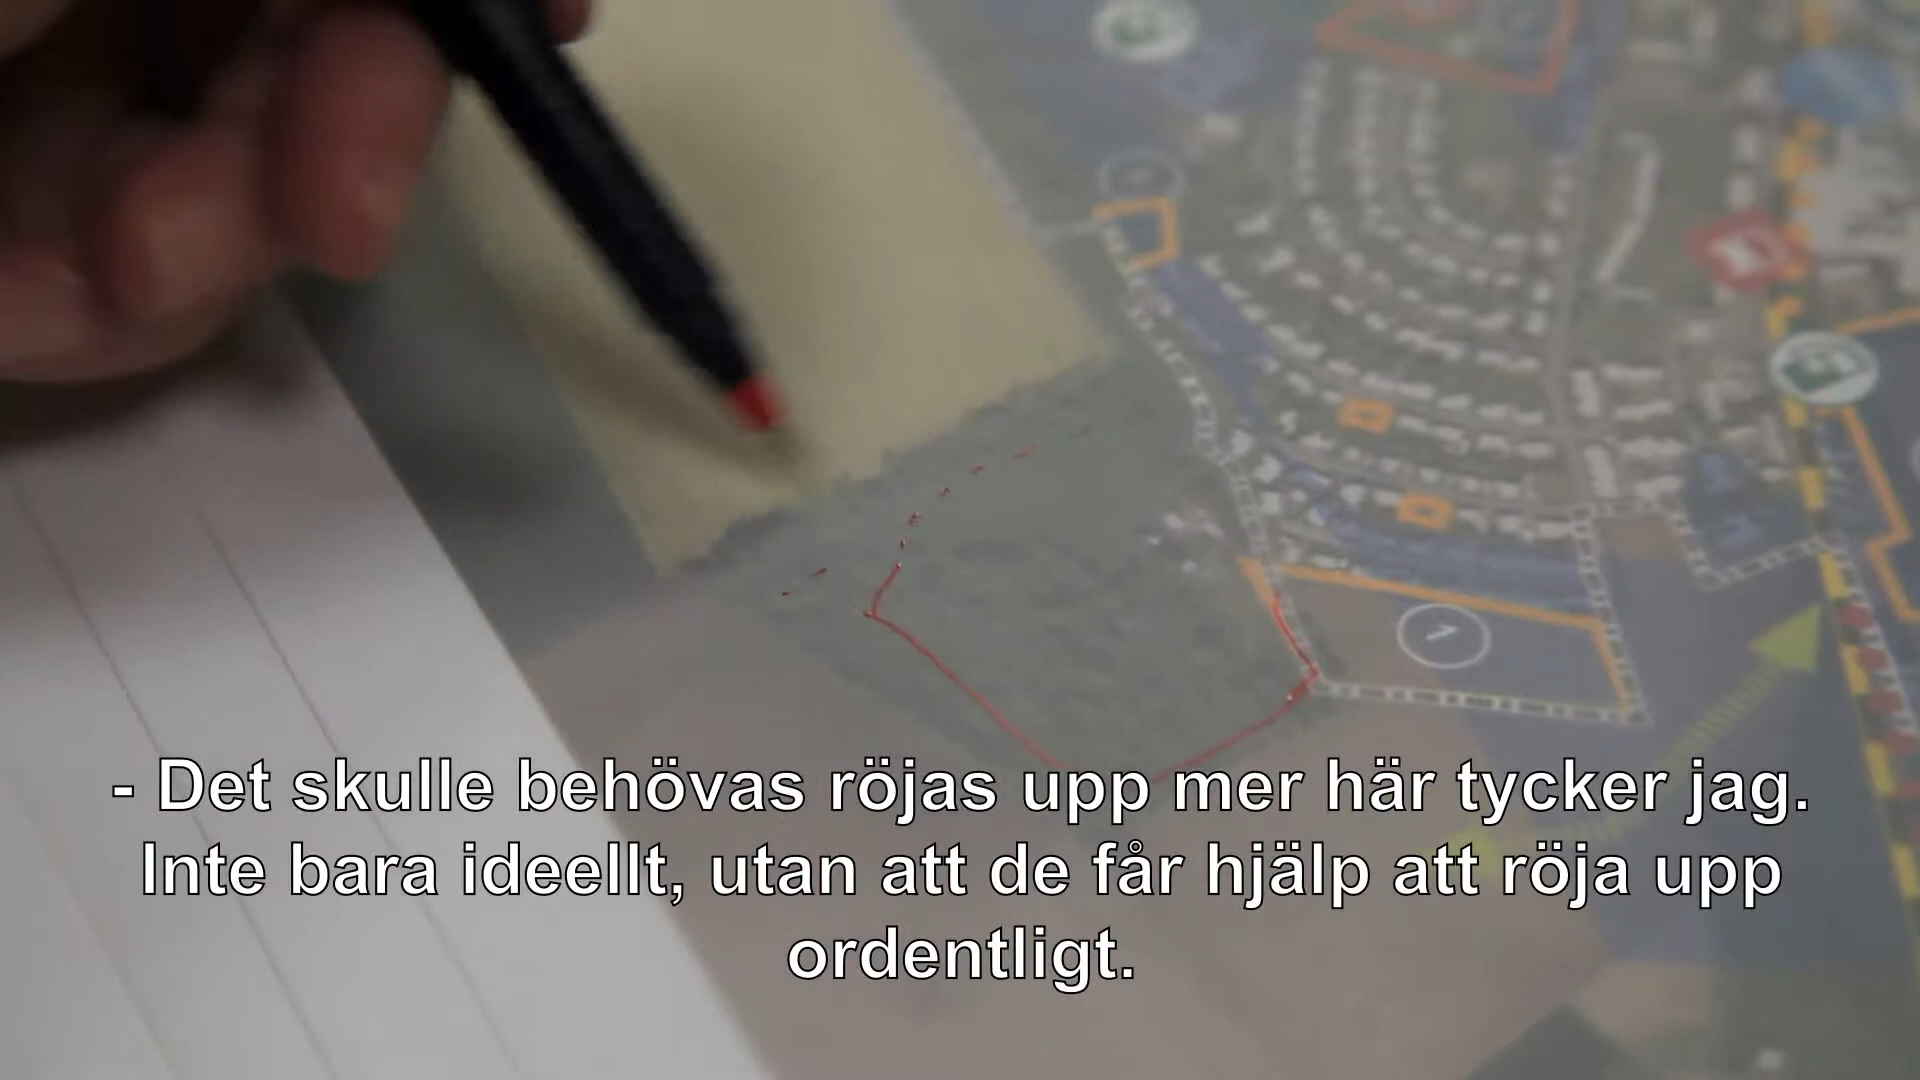 - Det skulle behövas röjas upp mer här tycker jag.
Inte bara ideellt, utan att de får hjälp att röja upp
ordentligt.